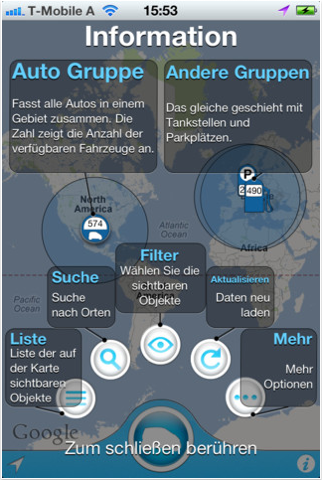 T-Mobile A 15:53
Information
Auto Gruppe
Fasst alle Autos in einem
Gebiet zusammen. Die
Zahl zeigt die Anzahl der
verfügbaren Fahrzeuge an.
Andere Gruppen
Das gleiche geschieht mit
Tankstellen und
Parkplätzen.
North
America
574
P
2 490
Atlantic
Ocean
Africa
Filter
Wählen Sie die
sichtbaren
Objekte
Suche
Suche
nach Orten
Aktualisieren
Daten neu
laden
Pacific
Ocean
America
Liste
Liste der auf
der Karte
sichtbaren
Objekte
Mehr
Mehr
Optionen
Google
Zum schließen berühren